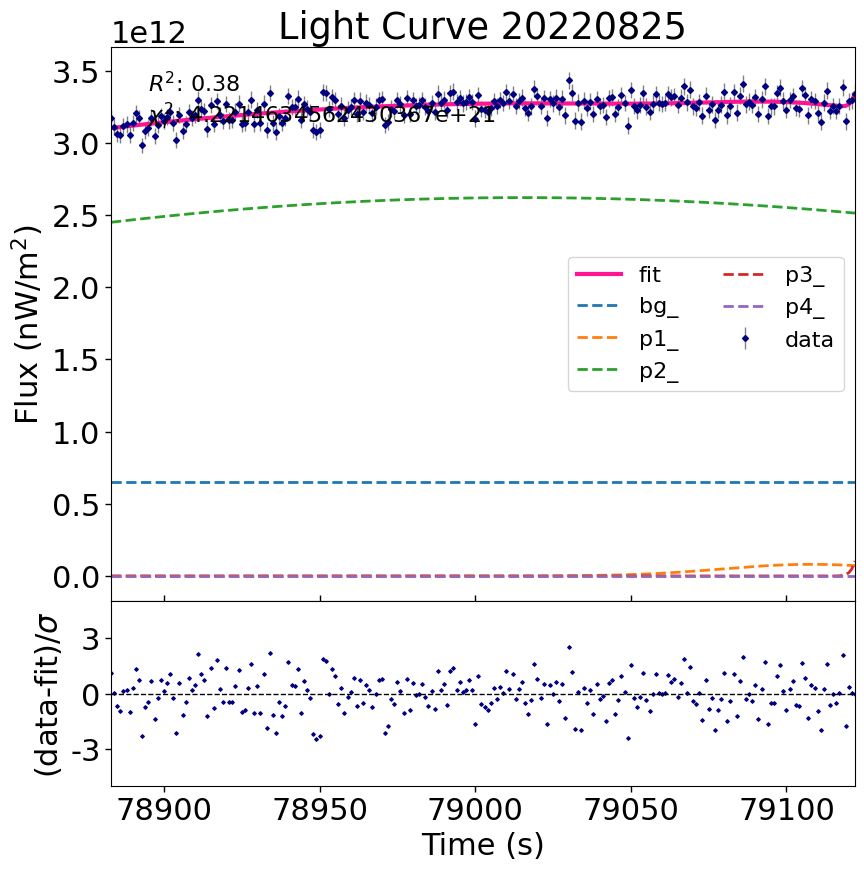 Light Curve 20220825
1e12
R²: 0.38
3.5
3.0
2.5
2.0
1.5
1.0
0.5
0.0
Flux (nW/m²)
fit
bg_
p1_
p2_
p3_
p4_
data
3
0
-3
(data-fit)/σ
78900
78950
79000
79050
79100
Time (s)